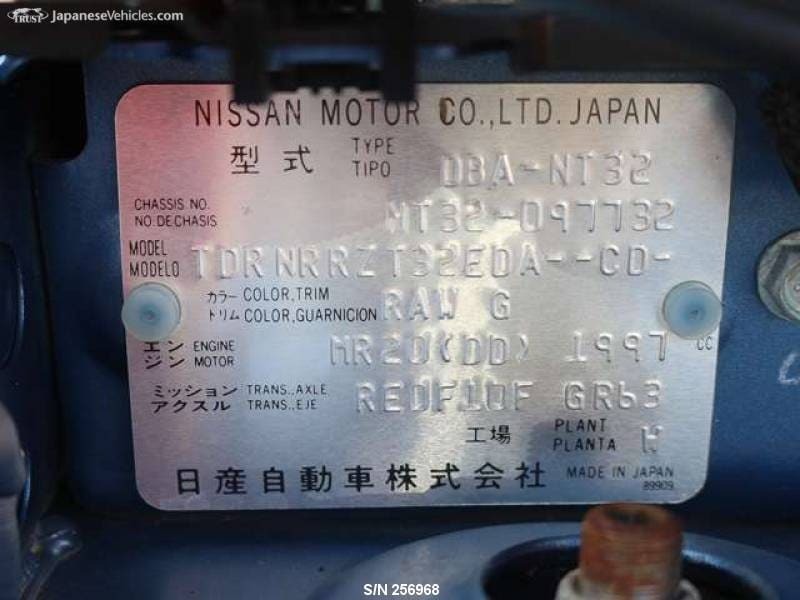 TRUST JapaneseVehicles.com
NISSAN MOTOR CO.,LTD. JAPAN
型式 TYPE TIPO DBA-NT32
CHASSIS NO. NO.DE CHASIS NT32-097732
MODEL MODELO TDRNRRZT32EDA--CD-
カラー COLOR,TRIM
トリム COLOR,GUARNICION RAW G
エンジン ENGINE MOTOR MR20(DD) 1997 CC
ミッション TRANS.,AXLE
アクスル TRANS.,EJE RE0F10F GR63
工場 PLANT PLANTA W
日産自動車株式会社 MADE IN JAPAN
89909
S/N 256968